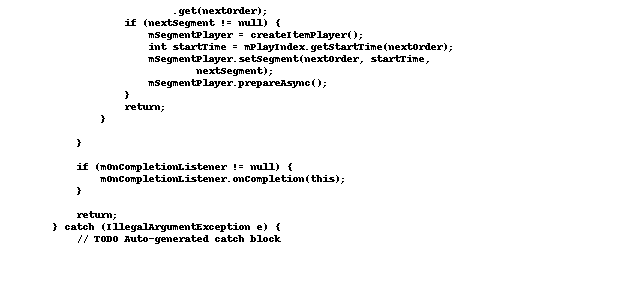 .get(nextOrder);
if (nextSegment != null) {
mSegmentPlayer = createItemPlayer();
int startTime = mPlayIndex.getStartTime(nextOrder);
mSegmentPlayer.setSegment(nextOrder, startTime,
nextSegment);
mSegmentPlayer.prepareAsync();
}
return;
}
}
if (mOnCompletionListener != null) {
mOnCompletionListener.onCompletion(this);
}
return;
} catch (IllegalArgumentException e) {
// TODO Auto-generated catch block